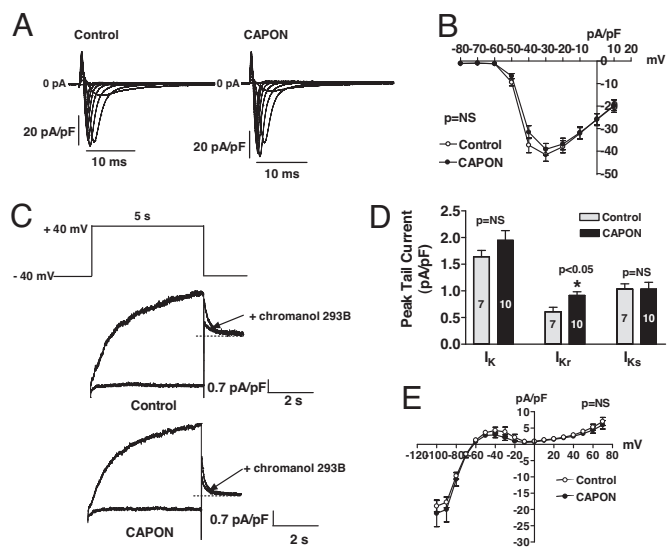 A
Control
CAPON
0 pA
0 pA
20 pA/pF
10 ms
20 pA/pF
10 ms
B
pA/pF
-80 -70 -60 -50 -40 -30 -20 -10 10 20 mV
0
-10
-20
-30
-40
-50
p=NS
Control
CAPON
C
5 s
+ 40 mV
- 40 mV
+ chromanol 293B
0.7 pA/pF
2 s
Control
+ chromanol 293B
0.7 pA/pF
2 s
CAPON
D
Peak Tail Current
(pA/pF)
2.5
2.0
1.5
1.0
0.5
0.0
p=NS
Control
CAPON
p<0.05
*
p=NS
7 10 7 10 7 10
IK IKr IKs
E
pA/pF
p=NS
10
5
-120 -100 -80 -60 -40 -20 0 20 40 60 80 mV
-5
-10
-15
-20
-25
-30
Control
CAPON